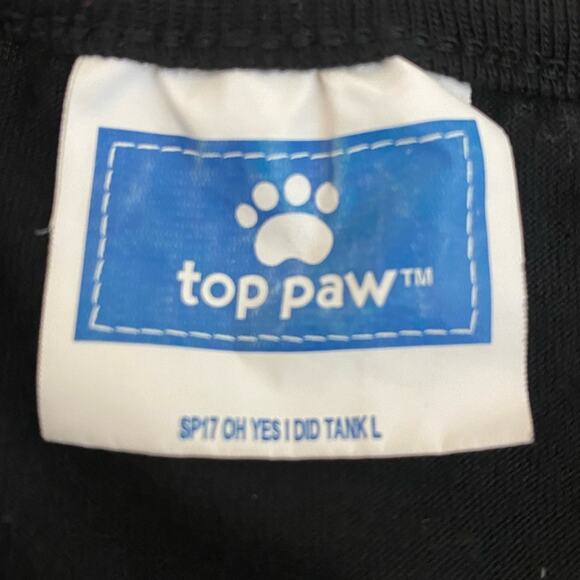 top paw™
SP17 OH YES I DID TANK L